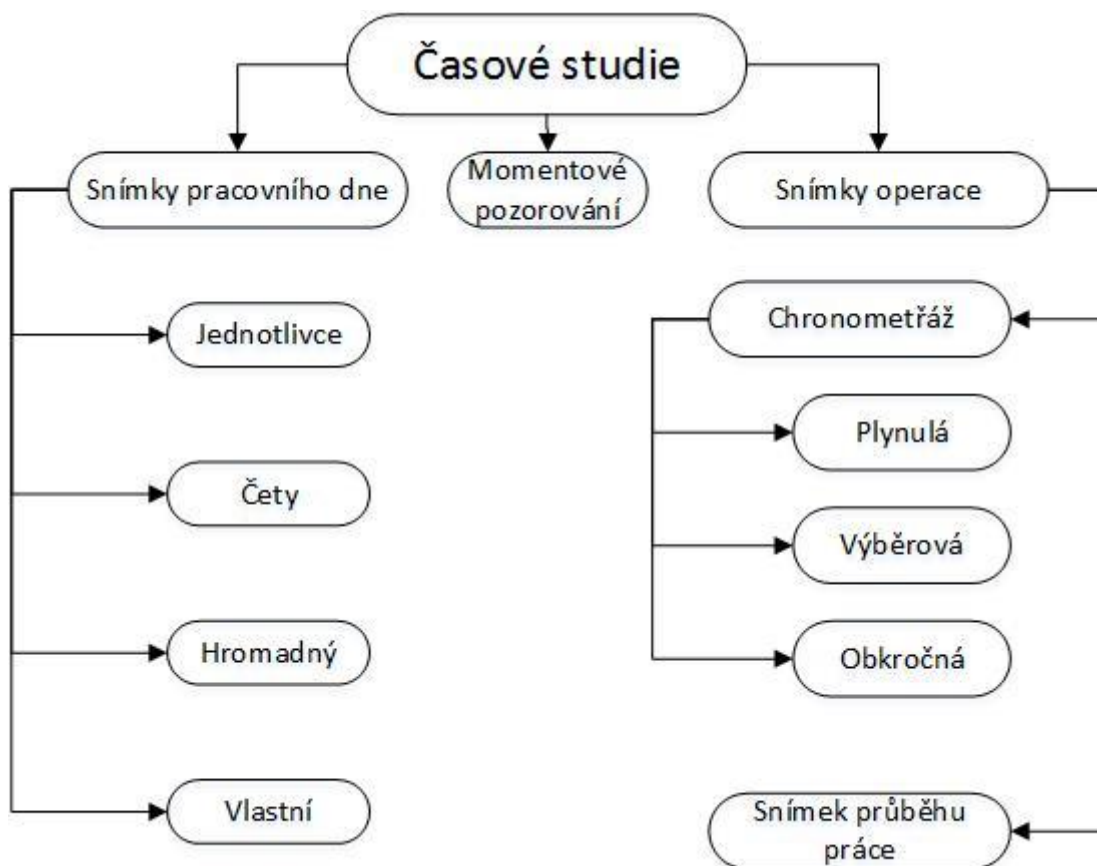 Časové studie
Snímky pracovního dne
Momentové
pozorování
Snímky operace
Jednotlivce
Čety
Hromadný
Vlastní
Chronometřáž
Plynulá
Výběrová
Obkročná
Snímek průběhu
práce